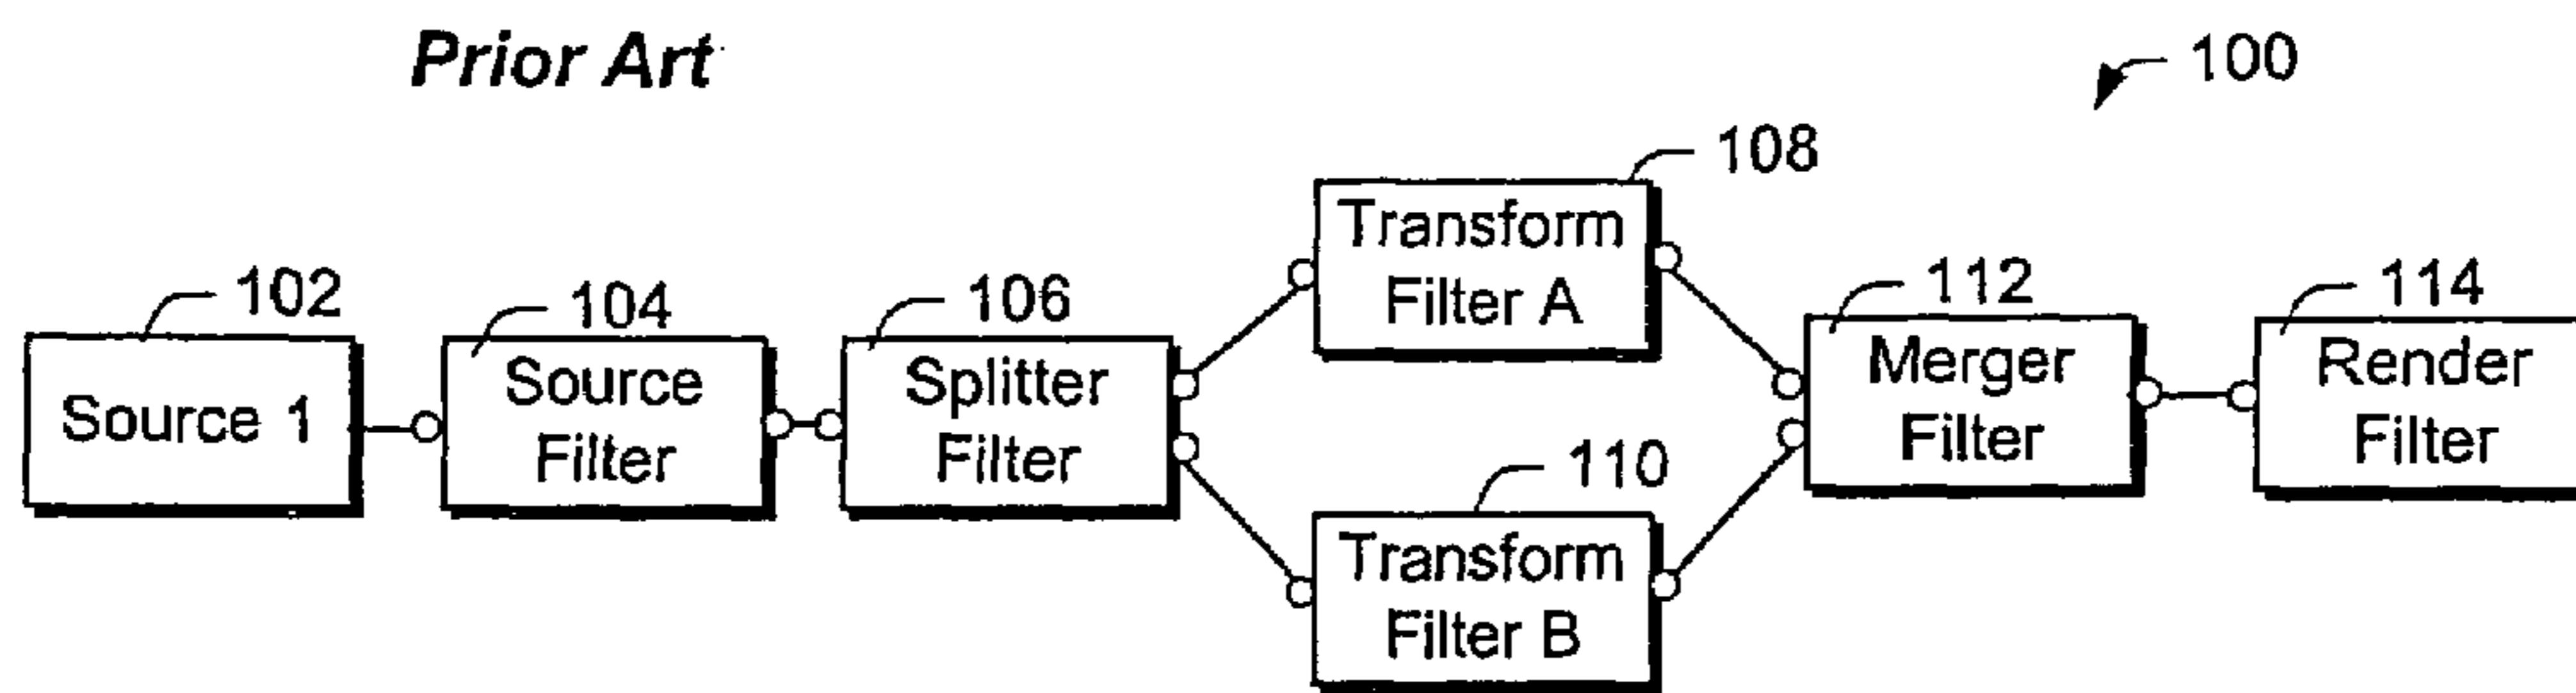 Prior Art
100
108
Transform
Filter A
102
Source 1
104
Source
Filter
106
Splitter
Filter
110
Transform
Filter B
112
Merger
Filter
114
Render
Filter